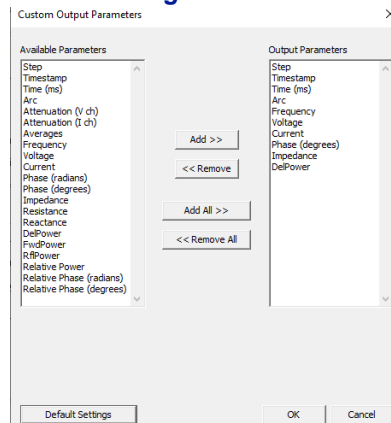 Custom Output Parameters
Available Parameters
Step
Timestamp
Time (ms)
Arc
Attenuation (V ch)
Attenuation (I ch)
Averages
Frequency
Voltage
Current
Phase (radians)
Phase (degrees)
Impedance
Resistance
Reactance
DelPower
FwdPower
RflPower
Relative Power
Relative Phase (radians)
Relative Phase (degrees)
Add >>
<< Remove
Add All >>
<< Remove All
Output Parameters
Step
Timestamp
Time (ms)
Arc
Frequency
Voltage
Current
Phase (degrees)
Impedance
DelPower
Default Settings
OK
Cancel